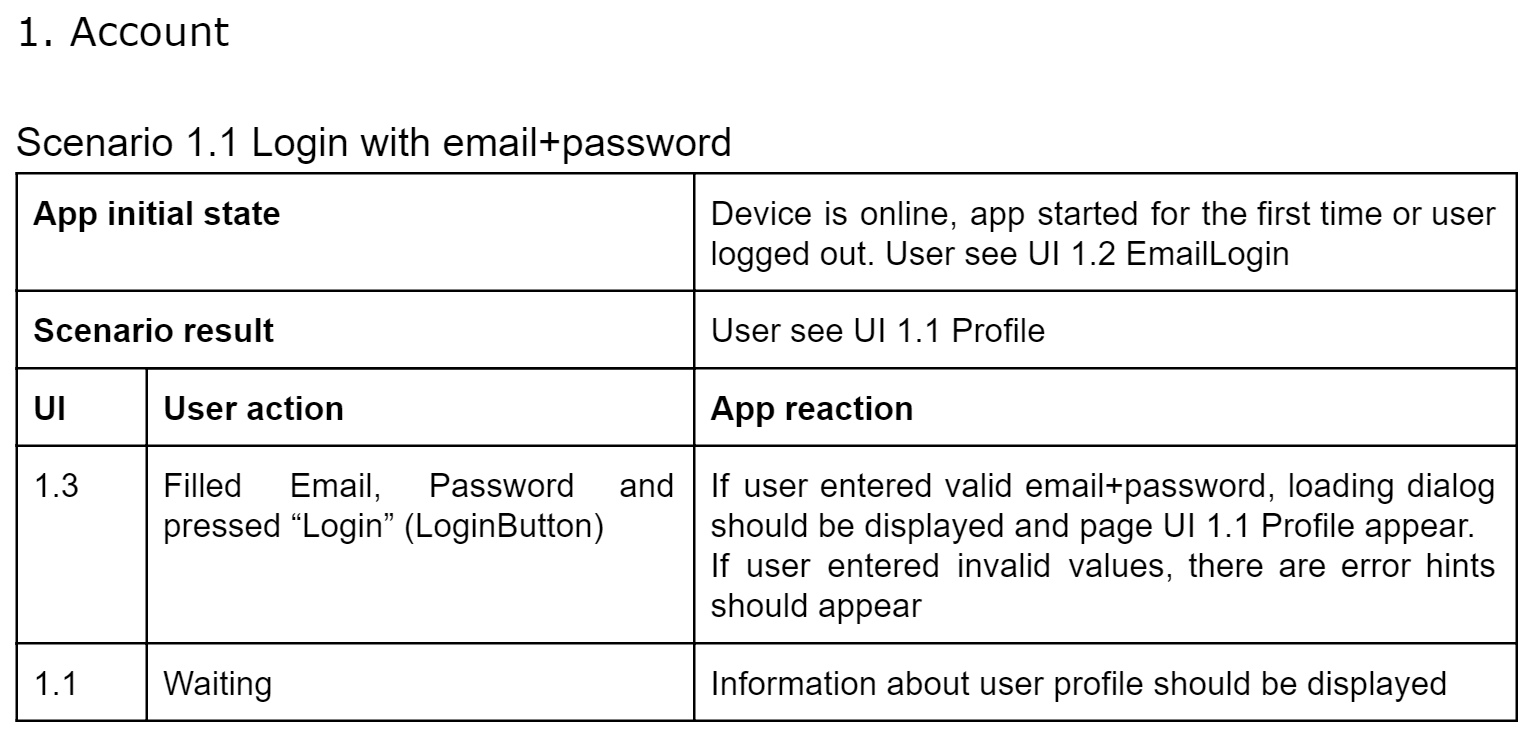 1. Account
Scenario 1.1 Login with email+password
App initial state
Device is online, app started for the first time or user
logged out. User see UI 1.2 EmailLogin
Scenario result
User see UI 1.1 Profile
UI
User action
App reaction
1.3
Filled Email, Password and
pressed “Login” (LoginButton)
If user entered valid email+password, loading dialog
should be displayed and page UI 1.1 Profile appear.
If user entered invalid values, there are error hints
should appear
1.1
Waiting
Information about user profile should be displayed